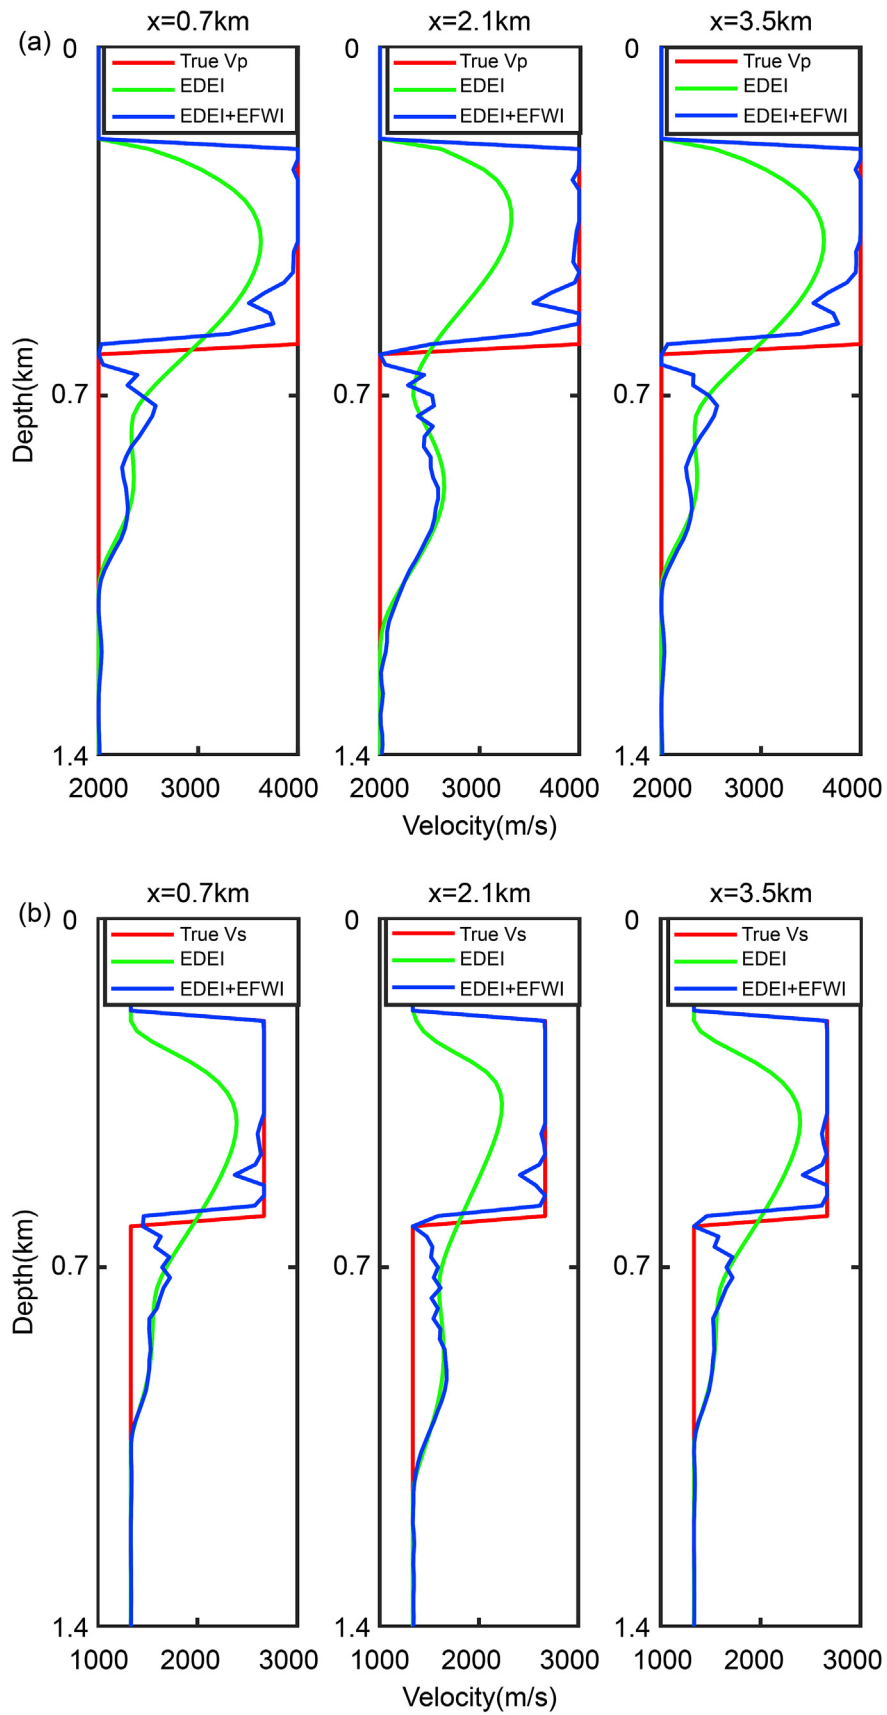 x=0.7km x=2.1km x=3.5km
(a) 0 0 0
True Vp True Vp True Vp
EDEI EDEI EDEI
EDEI+EFWI EDEI+EFWI EDEI+EFWI
Depth(km)
0.7 0.7 0.7
1.4 1.4 1.4
2000 3000 4000 2000 3000 4000 2000 3000 4000
Velocity(m/s)
x=0.7km x=2.1km x=3.5km
(b) 0 0 0
True Vs True Vs True Vs
EDEI EDEI EDEI
EDEI+EFWI EDEI+EFWI EDEI+EFWI
Depth(km)
0.7 0.7 0.7
1.4 1.4 1.4
1000 2000 3000 1000 2000 3000 1000 2000 3000
Velocity(m/s)